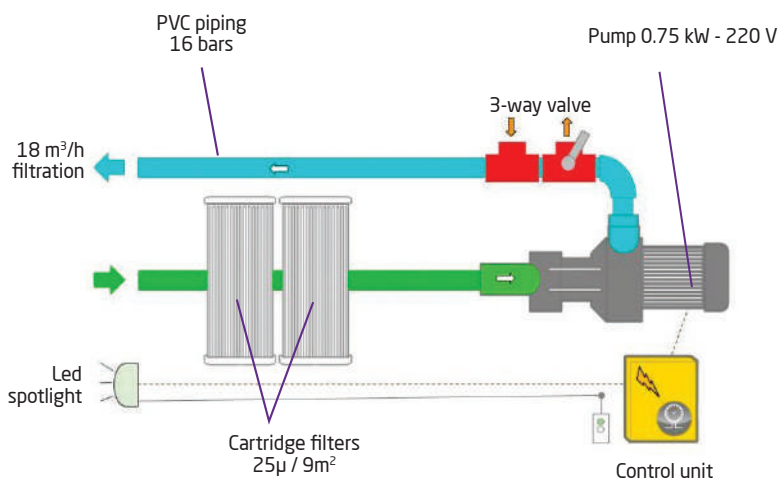 PVC piping
16 bars
Pump 0.75 kW - 220 V
3-way valve
18 m³/h
filtration
Led
spotlight
Cartridge filters
25µ / 9m²
Control unit